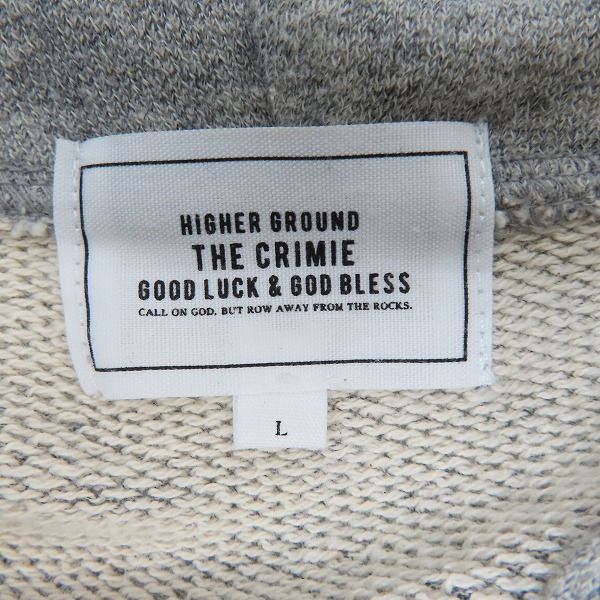 HIGHER GROUND
THE CRIMIE
GOOD LUCK & GOD BLESS
CALL ON GOD, BUT ROW AWAY FROM THE ROCKS.
L